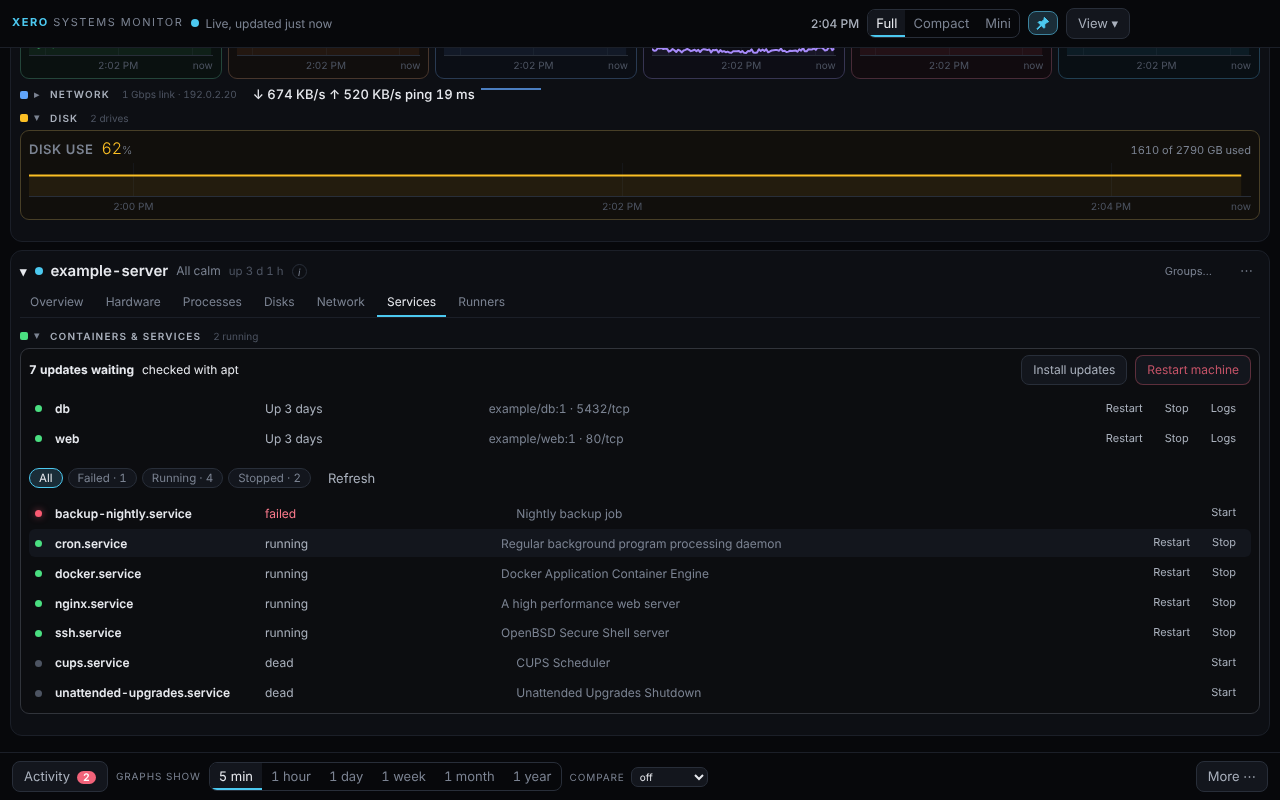 XERO SYSTEMS MONITOR Live, updated just now 2:04 PM Full Compact Mini View ▾
2:02 PM now 2:02 PM now 2:02 PM now 2:02 PM now 2:02 PM now 2:02 PM now
▸ NETWORK 1 Gbps link · 192.0.2.20 ↓ 674 KB/s ↑ 520 KB/s ping 19 ms
▾ DISK 2 drives
DISK USE 62% 1610 of 2790 GB used
2:00 PM 2:02 PM 2:04 PM now
▾ example-server All calm up 3 d 1 h i Groups... ⋯
Overview Hardware Processes Disks Network Services Runners
▾ CONTAINERS & SERVICES 2 running
7 updates waiting checked with apt Install updates Restart machine
db Up 3 days example/db:1 · 5432/tcp Restart Stop Logs
web Up 3 days example/web:1 · 80/tcp Restart Stop Logs
All Failed · 1 Running · 4 Stopped · 2 Refresh
backup-nightly.service failed Nightly backup job Start
cron.service running Regular background program processing daemon Restart Stop
docker.service running Docker Application Container Engine Restart Stop
nginx.service running A high performance web server Restart Stop
ssh.service running OpenBSD Secure Shell server Restart Stop
cups.service dead CUPS Scheduler Start
unattended-upgrades.service dead Unattended Upgrades Shutdown Start
Activity 2 GRAPHS SHOW 5 min 1 hour 1 day 1 week 1 month 1 year COMPARE off More ⋯